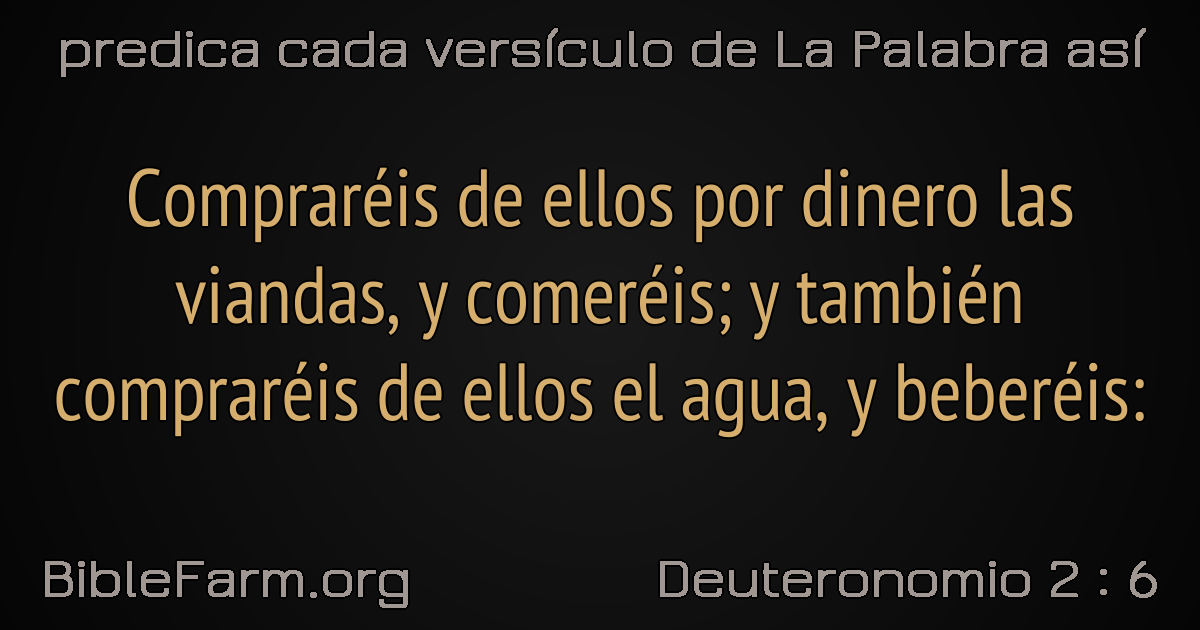 predica cada versículo de La Palabra así
Compraréis de ellos por dinero las
viandas, y comeréis; y también
compraréis de ellos el agua, y beberéis:
BibleFarm.org
Deuteronomio 2 : 6